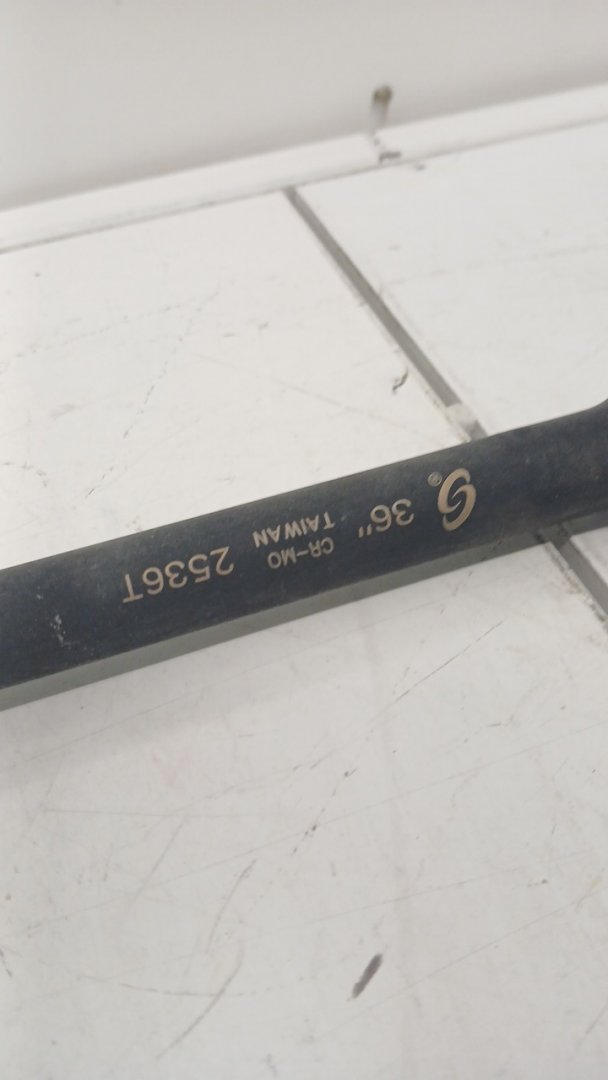 36"
TAIWAN
CR-MO
2536T